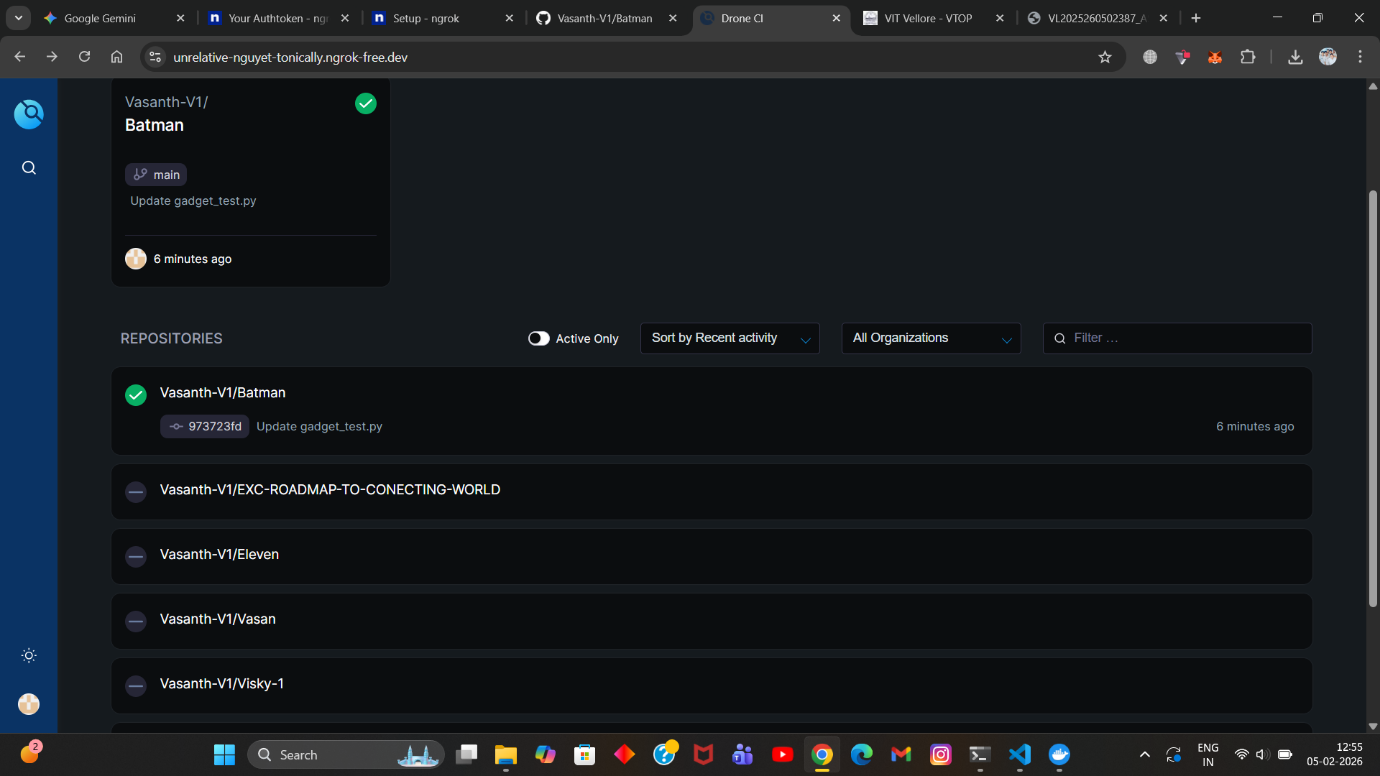 Google Gemini
Your Authtoken - ngr
Setup - ngrok
Vasanth-V1/Batman
Drone CI
VIT Vellore - VTOP
VL2025260502387_A
unrelative-nguyet-tonically.ngrok-free.dev
Vasanth-V1/
Batman
main
Update gadget_test.py
6 minutes ago
REPOSITORIES
Active Only
Sort by Recent activity
All Organizations
Filter …
Vasanth-V1/Batman
973723fd Update gadget_test.py 6 minutes ago
Vasanth-V1/EXC-ROADMAP-TO-CONECTING-WORLD
Vasanth-V1/Eleven
Vasanth-V1/Vasan
Vasanth-V1/Visky-1
2
Search
ENG
IN
12:55
05-02-2026